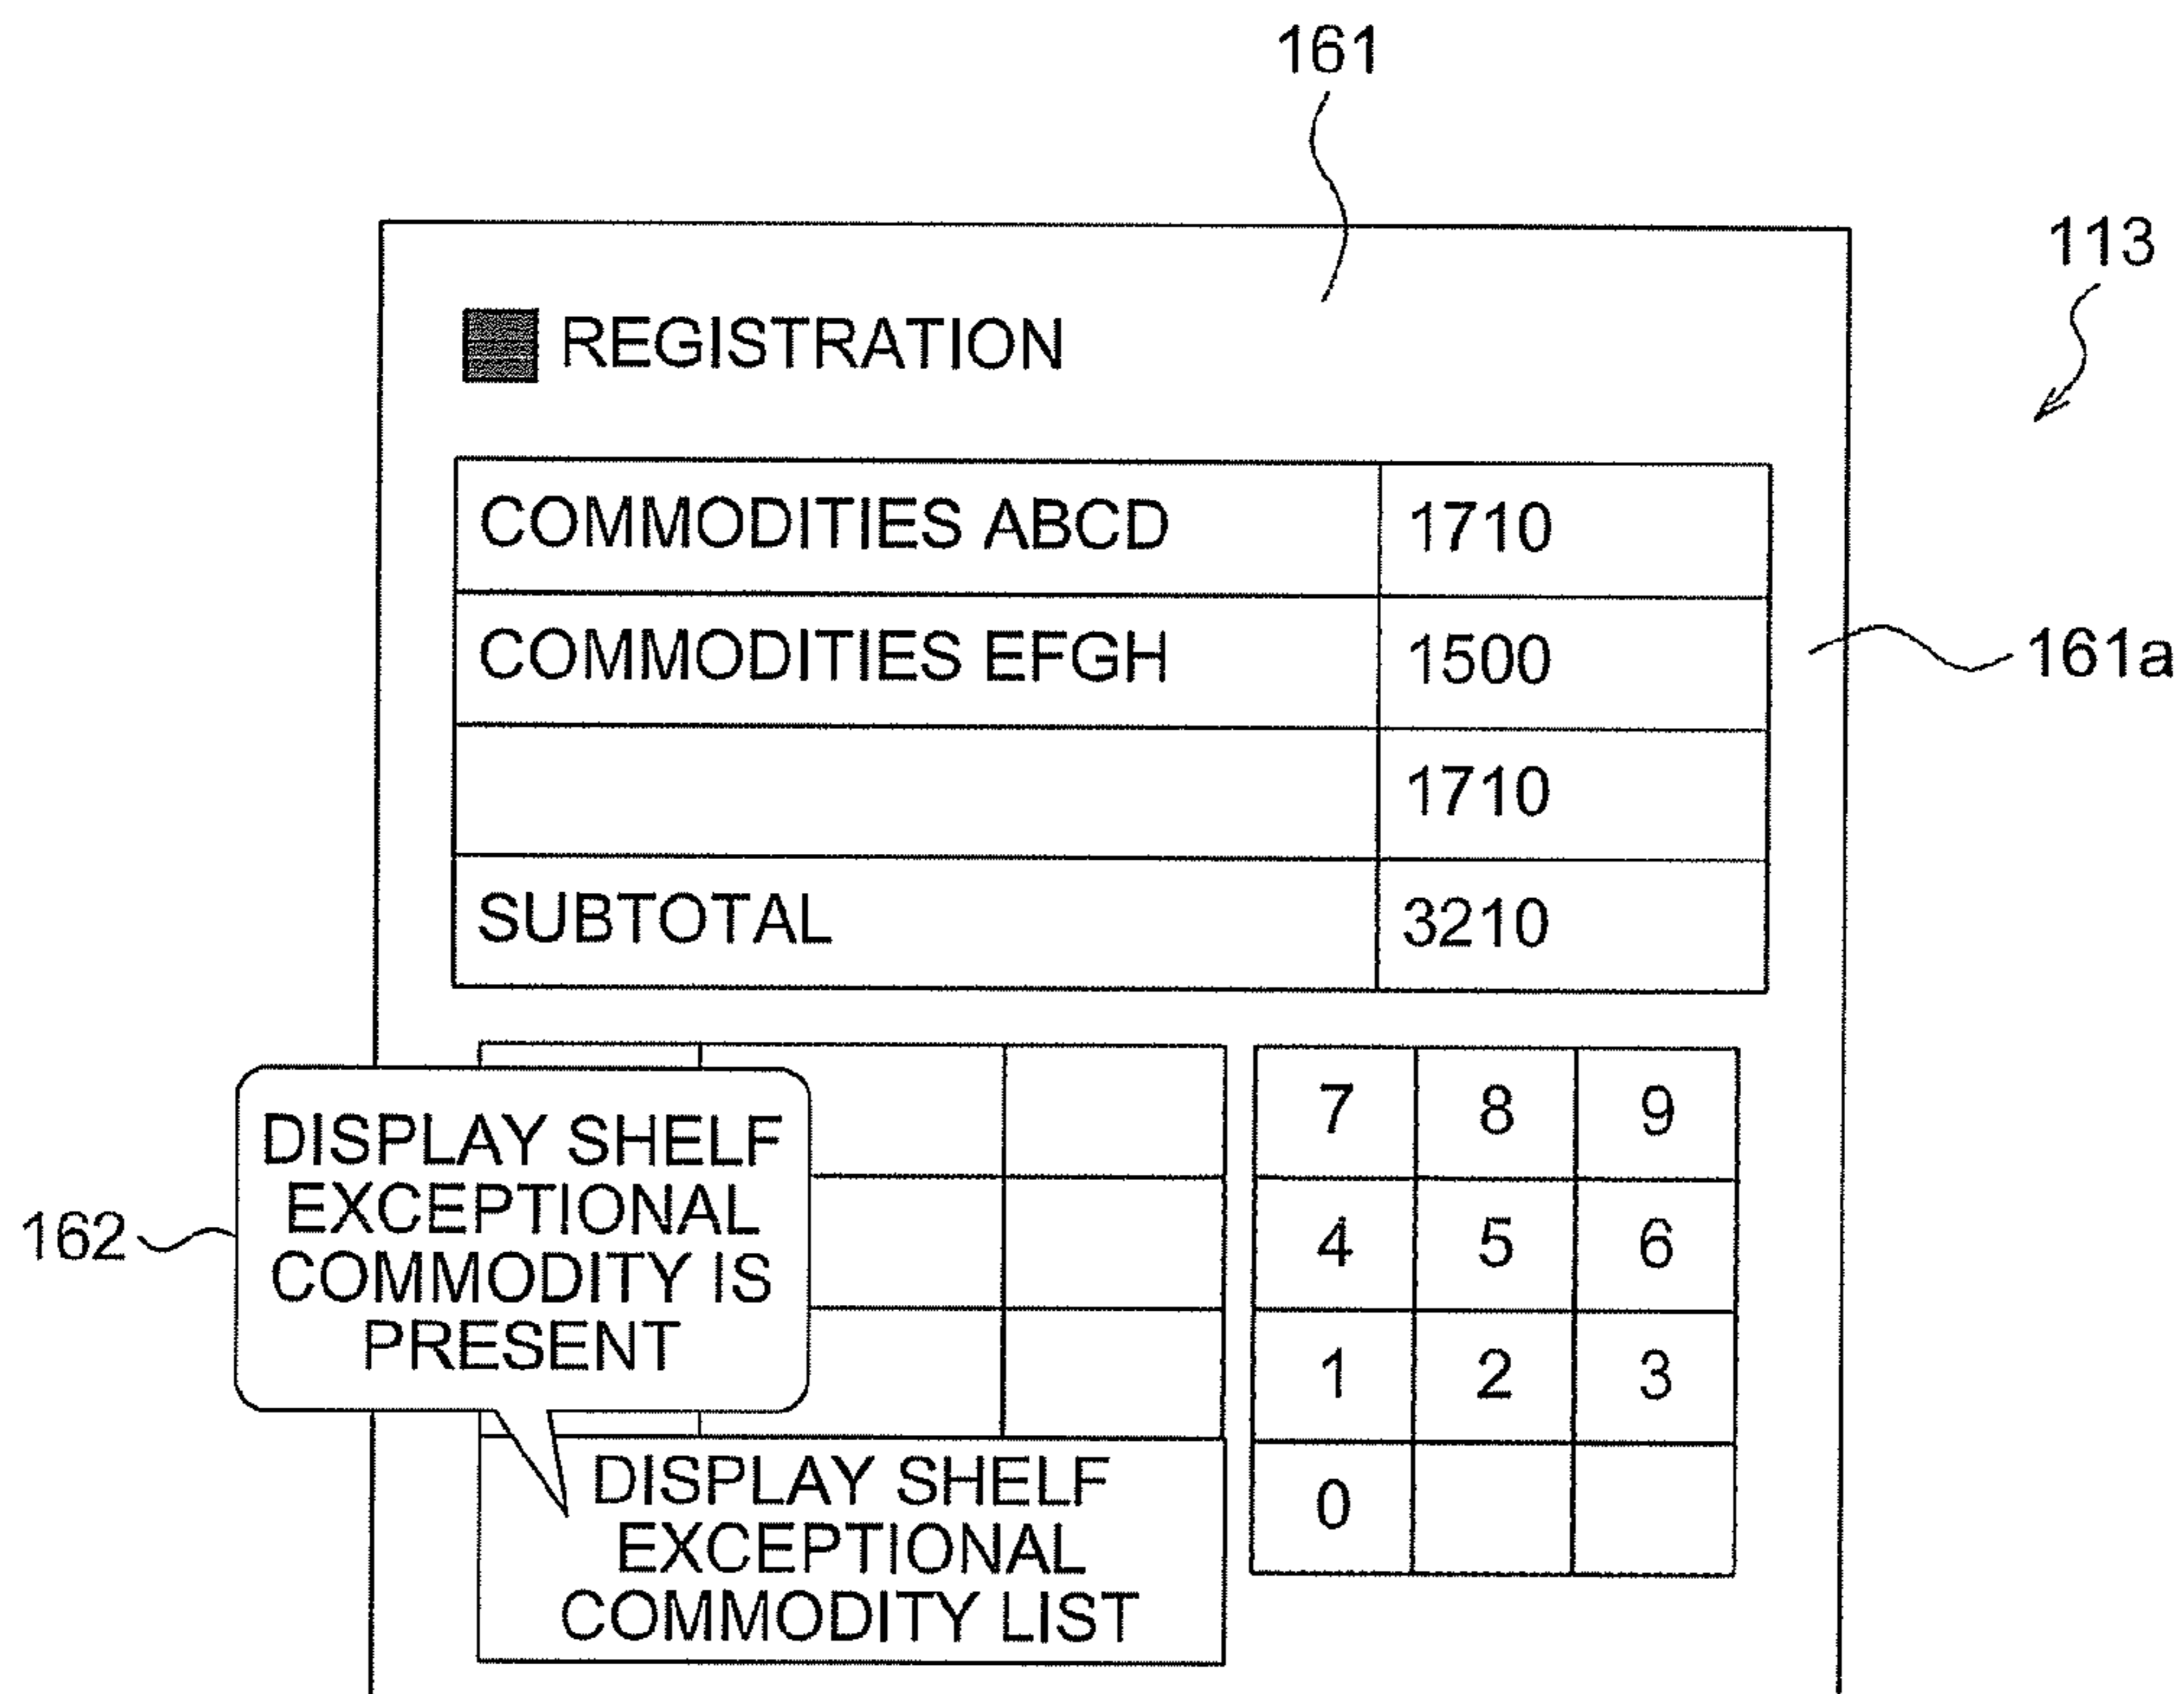 161
113
REGISTRATION
COMMODITIES ABCD 1710
COMMODITIES EFGH 1500
161a
1710
SUBTOTAL 3210
DISPLAY SHELF
EXCEPTIONAL
COMMODITY IS
PRESENT
162
7 8 9
4 5 6
1 2 3
0
DISPLAY SHELF
EXCEPTIONAL
COMMODITY LIST